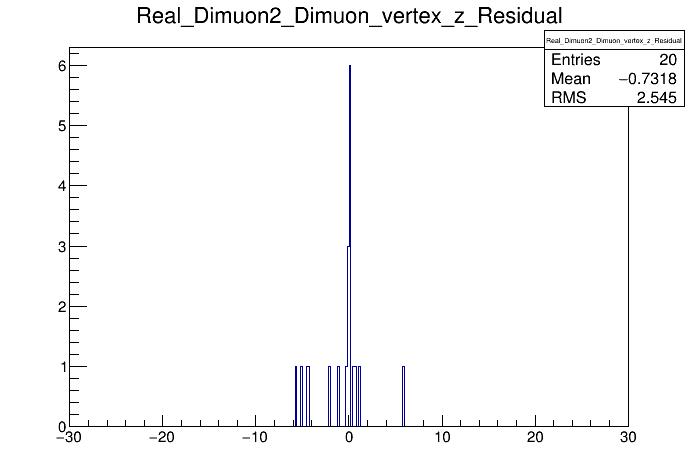 Real_Dimuon2_Dimuon_vertex_z_Residual
Real_Dimuon2_Dimuon_vertex_z_Residual
Entries 20
Mean −0.7318
RMS 2.545
6
5
4
3
2
1
0
−30 −20 −10 0 10 20 30